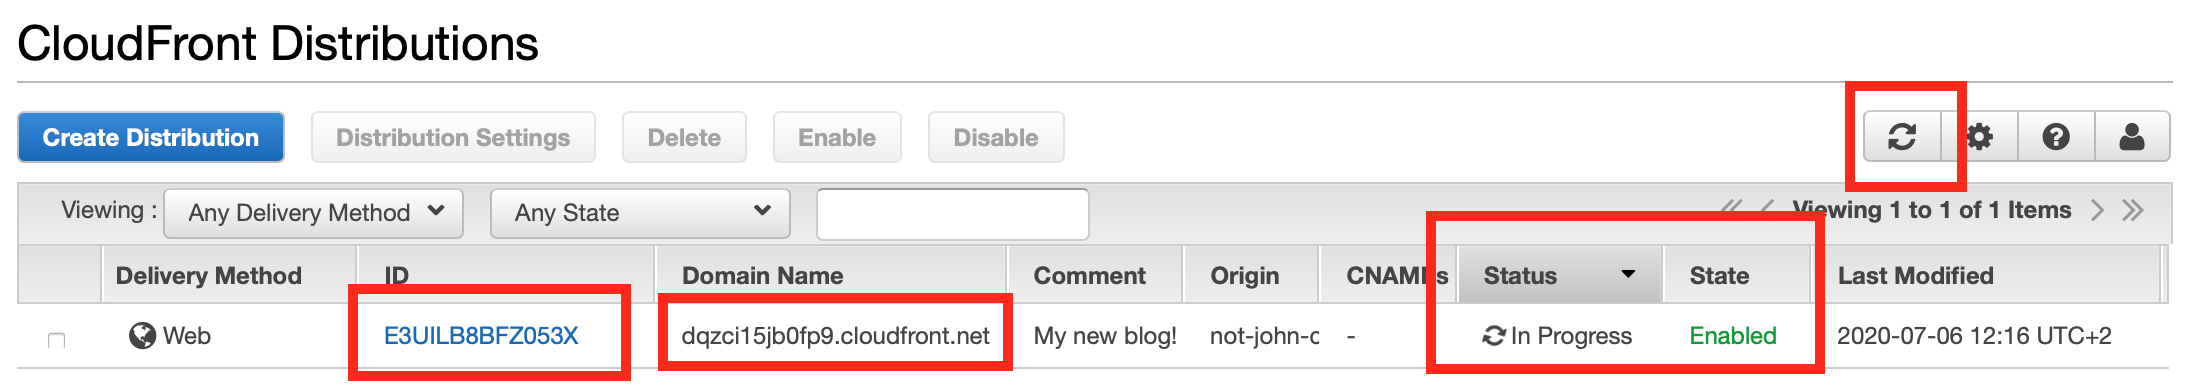 CloudFront Distributions
Create Distribution Distribution Settings Delete Enable Disable
Viewing : Any Delivery Method Any State Viewing 1 to 1 of 1 Items
Delivery Method ID Domain Name Comment Origin CNAMEs Status State Last Modified
Web E3UILB8BFZ053X dqzci15jb0fp9.cloudfront.net My new blog! not-john-c - In Progress Enabled 2020-07-06 12:16 UTC+2